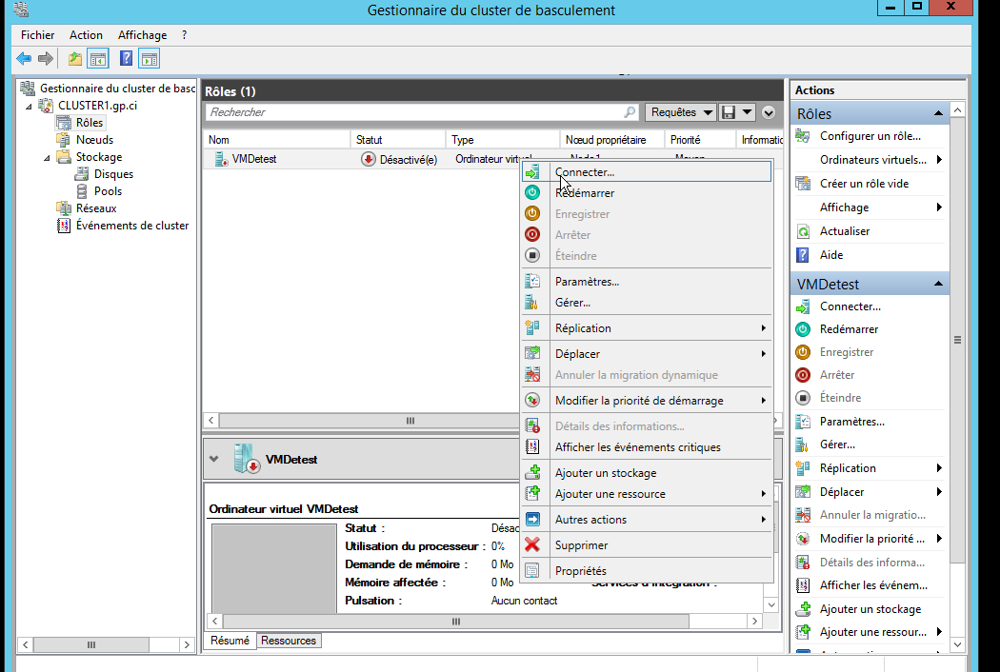 Gestionnaire du cluster de basculement
Fichier Action Affichage ?
Gestionnaire du cluster de basc
CLUSTER1.gp.ci
Rôles
Nœuds
Stockage
Disques
Pools
Réseaux
Événements de cluster
Rôles (1)
Rechercher
Requêtes
Nom Statut Type Nœud propriétaire Priorité Informatio
VMDetest Désactivé(e) Ordinateur virtuel Node1 Moyen
Connecter...
Redémarrer
Enregistrer
Arrêter
Éteindre
Paramètres...
Gérer...
Réplication
Déplacer
Annuler la migration dynamique
Modifier la priorité de démarrage
Détails des informations...
Afficher les événements critiques
Ajouter un stockage
Ajouter une ressource
Autres actions
Supprimer
Propriétés
VMDetest
Ordinateur virtuel VMDetest
Statut : Désac
Utilisation du processeur : 0%
Demande de mémoire : 0 Mo
Mémoire affectée : 0 Mo Services d'intégration :
Pulsation : Aucun contact
Résumé Ressources
Actions
Rôles
Configurer un rôle...
Ordinateurs virtuels...
Créer un rôle vide
Affichage
Actualiser
Aide
VMDetest
Connecter...
Redémarrer
Enregistrer
Arrêter
Éteindre
Paramètres...
Gérer...
Réplication
Déplacer
Annuler la migratio...
Modifier la priorité ...
Détails des informa...
Afficher les événem...
Ajouter un stockage
Ajouter une ressour...